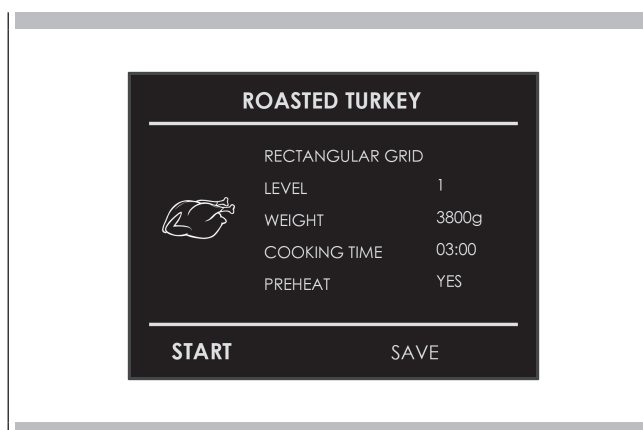 ROASTED TURKEY
RECTANGULAR GRID
LEVEL 1
WEIGHT 3800g
COOKING TIME 03:00
PREHEAT YES
START SAVE